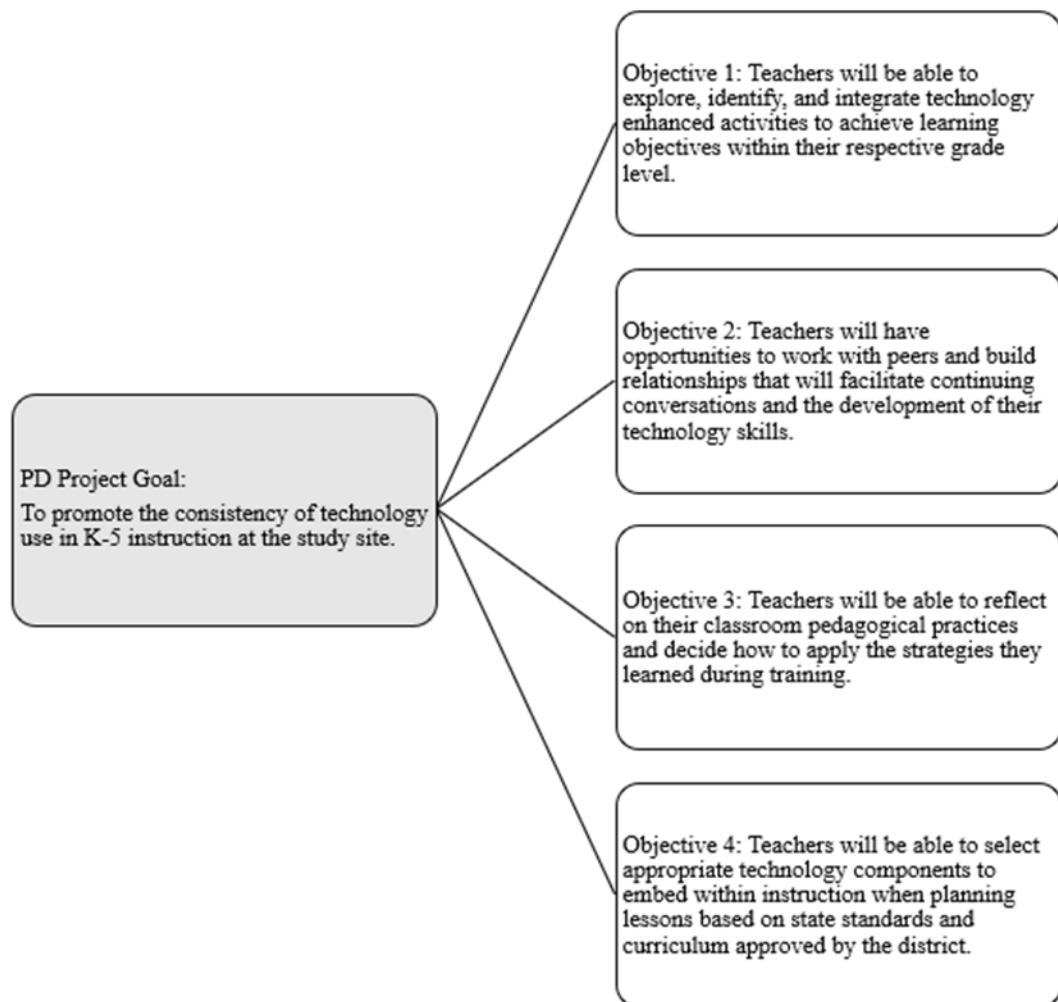 Objective 1: Teachers will be able to
explore, identify, and integrate technology
enhanced activities to achieve learning
objectives within their respective grade
level.
Objective 2: Teachers will have
opportunities to work with peers and build
relationships that will facilitate continuing
conversations and the development of their
technology skills.
PD Project Goal:
To promote the consistency of technology
use in K-5 instruction at the study site.
Objective 3: Teachers will be able to reflect
on their classroom pedagogical practices
and decide how to apply the strategies they
learned during training.
Objective 4: Teachers will be able to select
appropriate technology components to
embed within instruction when planning
lessons based on state standards and
curriculum approved by the district.